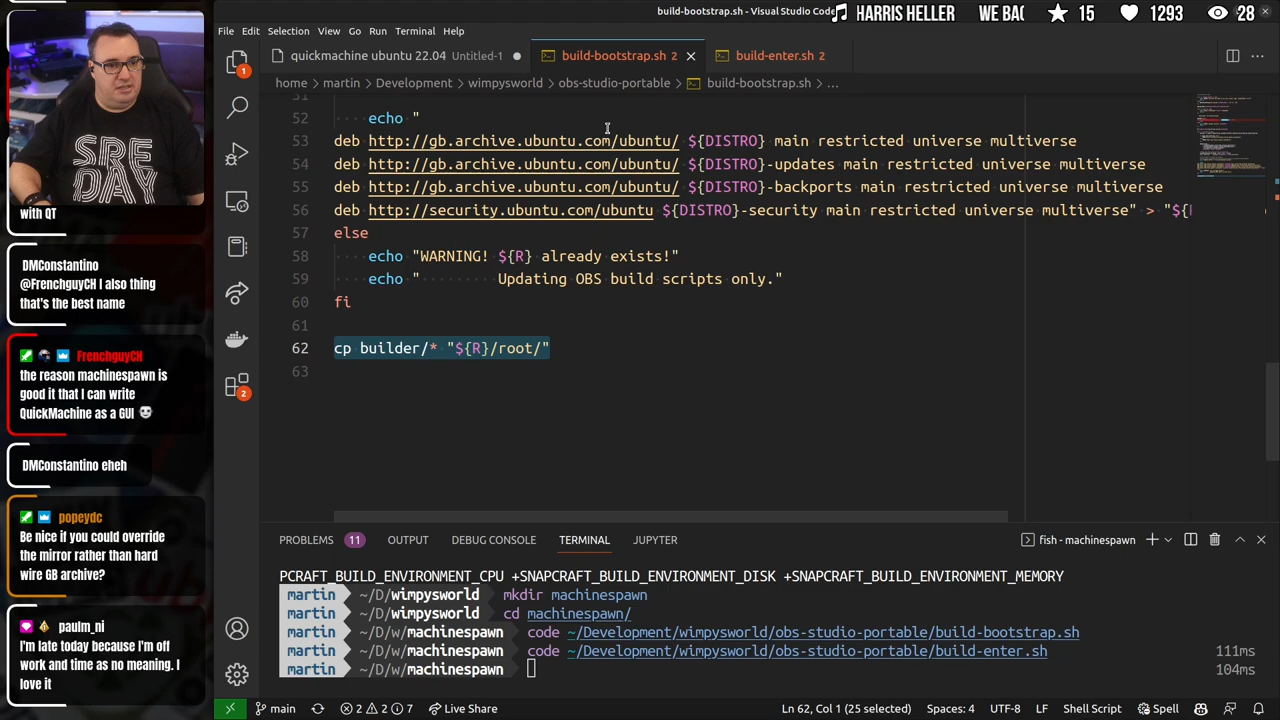 build-bootstrap.sh - Visual Studio Code
HARRIS HELLER
WE BAC
15
1293
28
File Edit Selection View Go Run Terminal Help
quickmachine ubuntu 22.04 Untitled-1
build-bootstrap.sh 2
build-enter.sh 2
home > martin > Development > wimpysworld > obs-studio-portable > build-bootstrap.sh > ...
51
52 echo "
53 deb http://gb.archive.ubuntu.com/ubuntu/ ${DISTRO} main restricted universe multiverse
54 deb http://gb.archive.ubuntu.com/ubuntu/ ${DISTRO}-updates main restricted universe multiverse
55 deb http://gb.archive.ubuntu.com/ubuntu/ ${DISTRO}-backports main restricted universe multiverse
56 deb http://security.ubuntu.com/ubuntu ${DISTRO}-security main restricted universe multiverse" > "${
57 else
58 echo "WARNING! ${R} already exists!"
59 echo "         Updating OBS build scripts only."
60 fi
61
62 cp builder/* "${R}/root/"
63
SRE
DAY
with QT
DMConstantino
@FrenchguyCH I also thing
that's the best name
FrenchguyCH
the reason machinespawn is
good it that I can write
QuickMachine as a GUI
DMConstantino eheh
popeydc
Be nice if you could override
the mirror rather than hard
wire GB archive?
paulm_ni
I'm late today because I'm off
work and time as no meaning. I
love it
1
2
PROBLEMS 11 OUTPUT DEBUG CONSOLE TERMINAL JUPYTER
fish - machinespawn
PCRAFT_BUILD_ENVIRONMENT_CPU +SNAPCRAFT_BUILD_ENVIRONMENT_DISK +SNAPCRAFT_BUILD_ENVIRONMENT_MEMORY
martin ~/D/wimpysworld mkdir machinespawn
martin ~/D/wimpysworld cd machinespawn/
martin ~/D/w/machinespawn code ~/Development/wimpysworld/obs-studio-portable/build-bootstrap.sh
martin ~/D/w/machinespawn code ~/Development/wimpysworld/obs-studio-portable/build-enter.sh 111ms
martin ~/D/w/machinespawn 104ms
main 2 2 7 Live Share
Ln 62, Col 1 (25 selected) Spaces: 4 UTF-8 LF Shell Script Spell